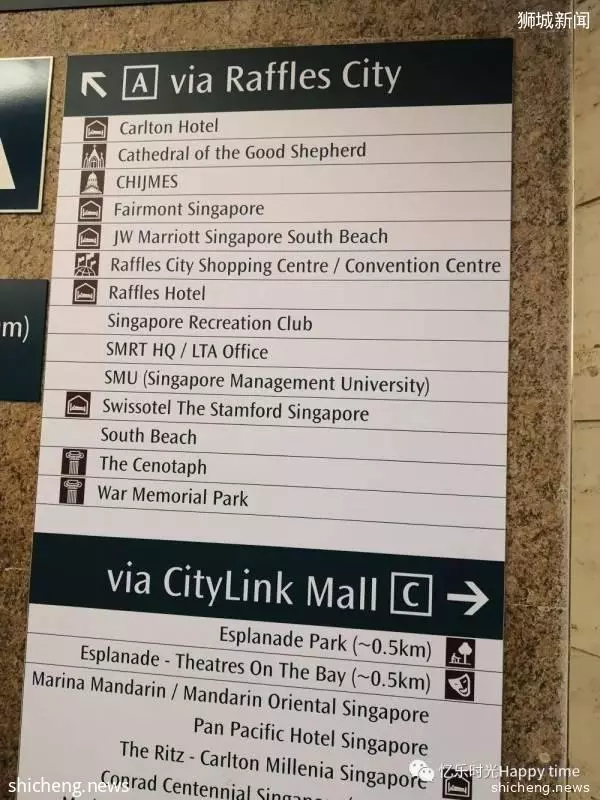 狮城新闻
A via Raffles City
Carlton Hotel
Cathedral of the Good Shepherd
CHIJMES
Fairmont Singapore
JW Marriott Singapore South Beach
Raffles City Shopping Centre / Convention Centre
Raffles Hotel
m)
Singapore Recreation Club
SMRT HQ / LTA Office
SMU (Singapore Management University)
Swissotel The Stamford Singapore
South Beach
The Cenotaph
War Memorial Park
via CityLink Mall C
Esplanade Park (~0.5km)
Esplanade - Theatres On The Bay (~0.5km)
Marina Mandarin / Mandarin Oriental Singapore
Pan Pacific Hotel Singapore
The Ritz - Carlton Millenia Singapore
忆乐时光Happy time
Conrad Centennial
shicheng.news
shicheng.news